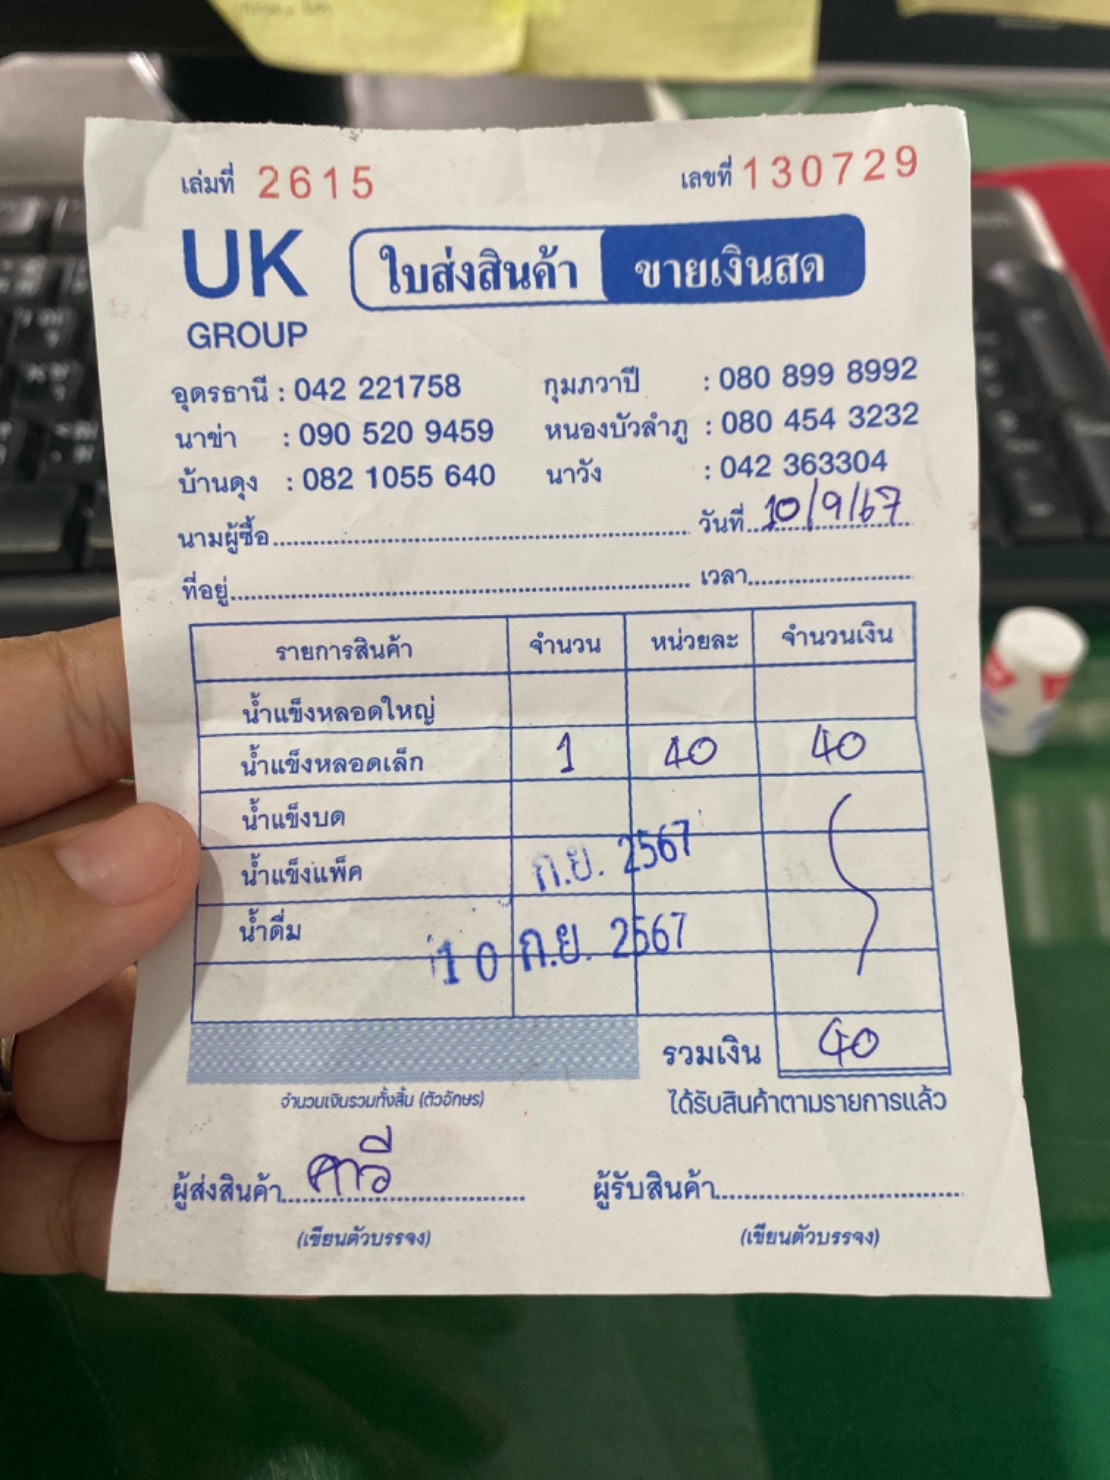 เล่มที่ 2615 เลขที่ 130729
UK
GROUP
ใบส่งสินค้า ขายเงินสด
อุดรธานี : 042 221758 กุมภวาปี : 080 899 8992
นาข่า : 090 520 9459 หนองบัวลำภู : 080 454 3232
บ้านดุง : 082 1055 640 นาวัง : 042 363304
นามผู้ซื้อ วันที่ 10/9/67
ที่อยู่ เวลา
รายการสินค้า จำนวน หน่วยละ จำนวนเงิน
น้ำแข็งหลอดใหญ่
น้ำแข็งหลอดเล็ก 1 40 40
น้ำแข็งบด
น้ำแข็งแพ็ค ก.ย. 2567
น้ำดื่ม
10 ก.ย. 2567
รวมเงิน 40
จำนวนเงินรวมทั้งสิ้น (ตัวอักษร) ได้รับสินค้าตามรายการแล้ว
ผู้ส่งสินค้า ผู้รับสินค้า
(เขียนตัวบรรจง) (เขียนตัวบรรจง)